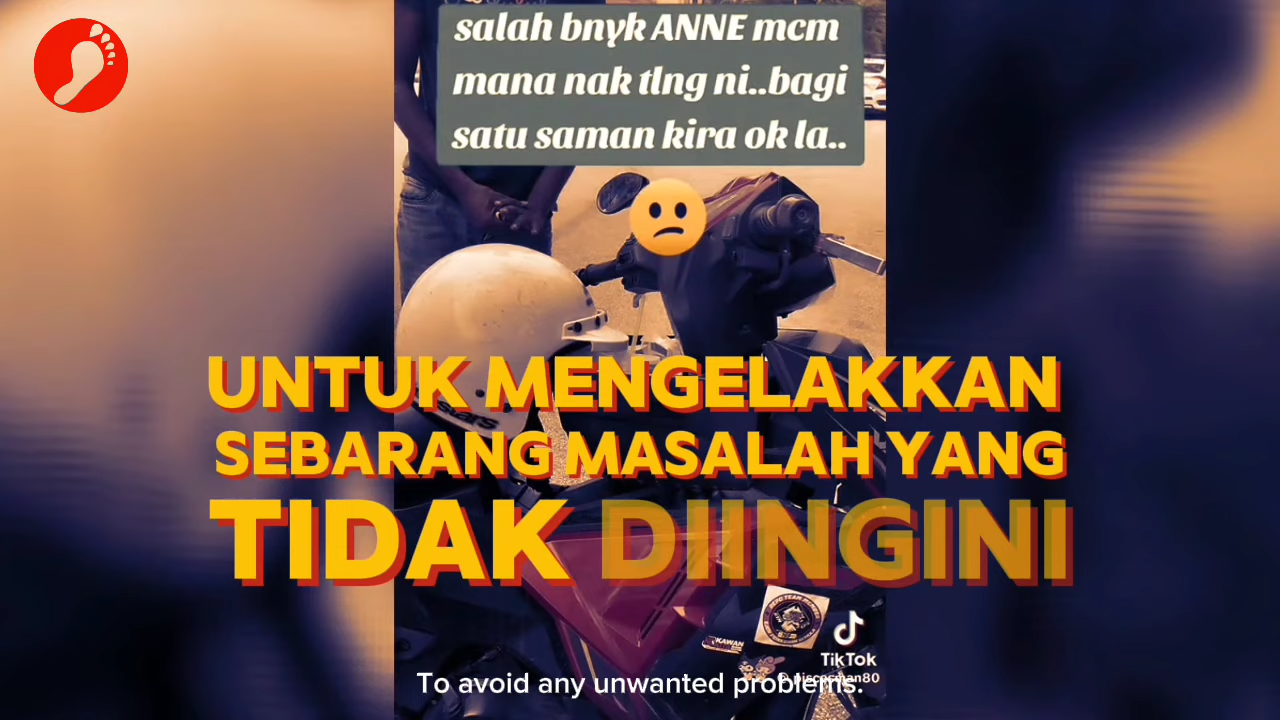 salah bnyk ANNE mcm
mana nak tlng ni..bagi
satu saman kira ok la..
UNTUK MENGELAKKAN
SEBARANG MASALAH YANG
TIDAK DIINGINI
KAWAN
TikTok
To avoid any unwanted problems.